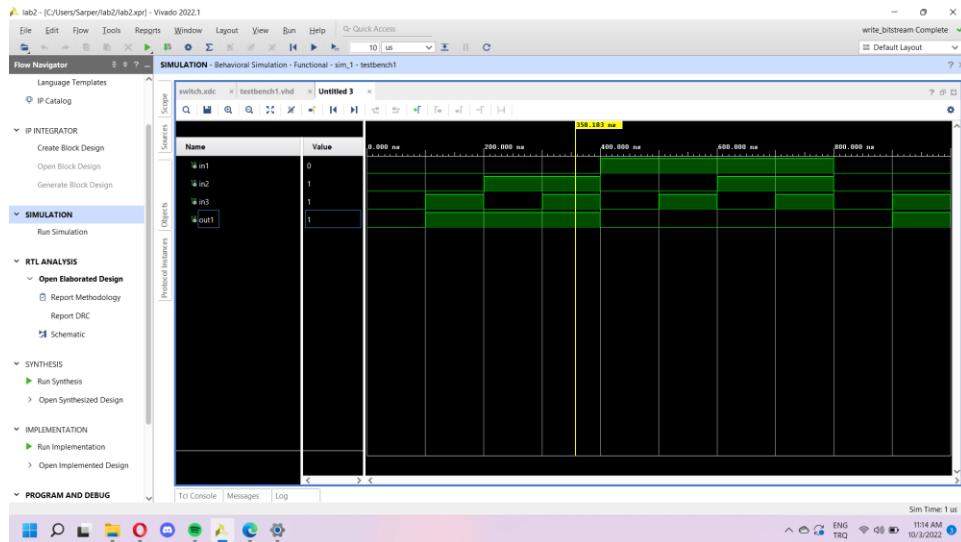 lab2 - [C:/Users/Sarper/lab2/lab2.xpr] - Vivado 2022.1
File Edit Flow Tools Reports Window Layout View Run Help Quick Access
write_bitstream Complete
10 us
Default Layout
Flow Navigator
SIMULATION - Behavioral Simulation - Functional - sim_1 - testbench1
Language Templates
IP Catalog
IP INTEGRATOR
Create Block Design
Open Block Design
Generate Block Design
SIMULATION
Run Simulation
RTL ANALYSIS
Open Elaborated Design
Report Methodology
Report DRC
Schematic
SYNTHESIS
Run Synthesis
Open Synthesized Design
IMPLEMENTATION
Run Implementation
Open Implemented Design
PROGRAM AND DEBUG
Scope
Sources
Objects
Protocol Instances
switch.xdc testbench1.vhd Untitled 3
350.103 ns
Name Value
0.000 ns 200.000 ns 400.000 ns 600.000 ns 800.000 ns
in1 0
in2 1
in3 1
out1 1
Tcl Console Messages Log
Sim Time: 1 us
ENG
TRQ
11:14 AM
10/3/2022